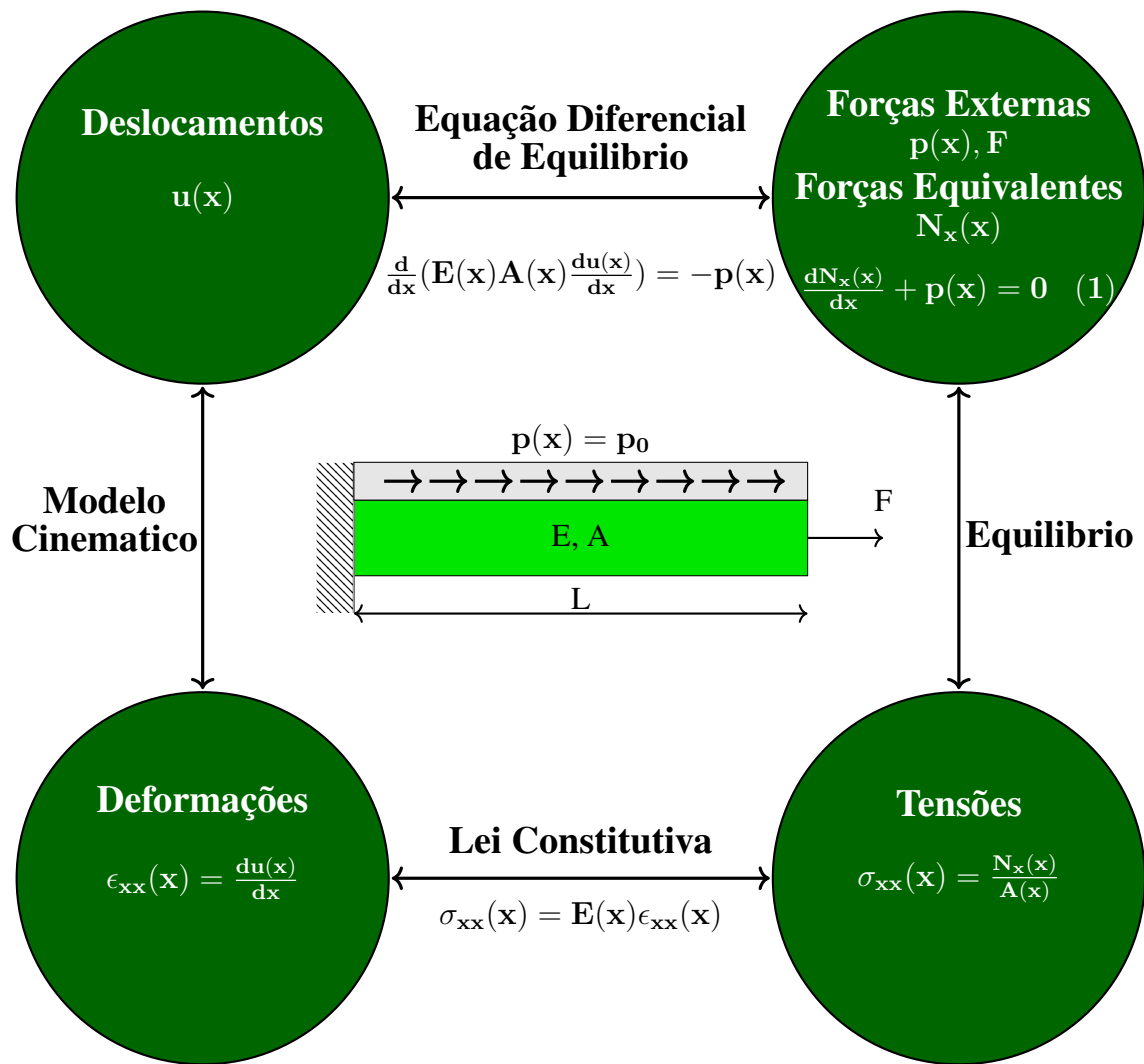 Deslocamentos
u(x)
Equação Diferencial
de Equilibrio
d/dx(E(x)A(x)du(x)/dx) = −p(x)
Forças Externas
p(x), F
Forças Equivalentes
Nₓ(x)
dNₓ(x)/dx + p(x) = 0 (1)
p(x) = p₀
Modelo
Cinematico
E, A
F
L
Equilibrio
Deformações
ϵₓₓ(x) = du(x)/dx
Lei Constitutiva
σₓₓ(x) = E(x)ϵₓₓ(x)
Tensões
σₓₓ(x) = Nₓ(x)/A(x)